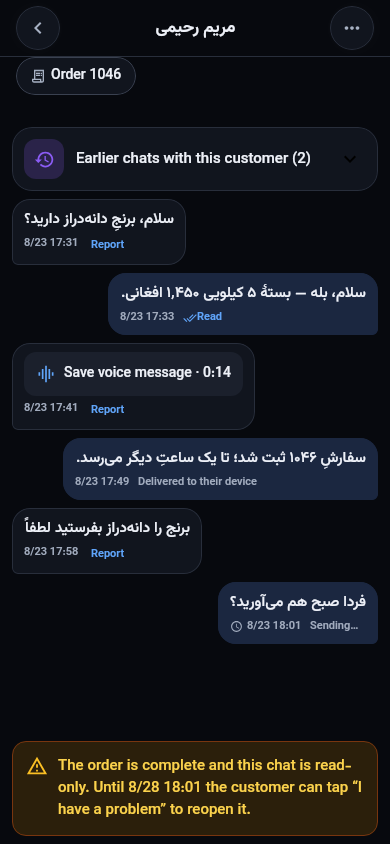 مریم رحیمی
Order 1046
Earlier chats with this customer (2)
سلام، برنجِ دانه‌دراز دارید؟
8/23 17:31 Report
سلام، بله — بستهٔ ۵ کیلویی ۱,۴۵۰ افغانی.
8/23 17:33 Read
Save voice message · 0:14
8/23 17:41 Report
سفارشِ ۱۰۴۶ ثبت شد؛ تا یک ساعتِ دیگر می‌رسد.
8/23 17:49 Delivered to their device
برنج را دانه‌دراز بفرستید لطفاً
8/23 17:58 Report
فردا صبح هم می‌آورید؟
8/23 18:01 Sending…
The order is complete and this chat is read-
only. Until 8/28 18:01 the customer can tap “I
have a problem” to reopen it.